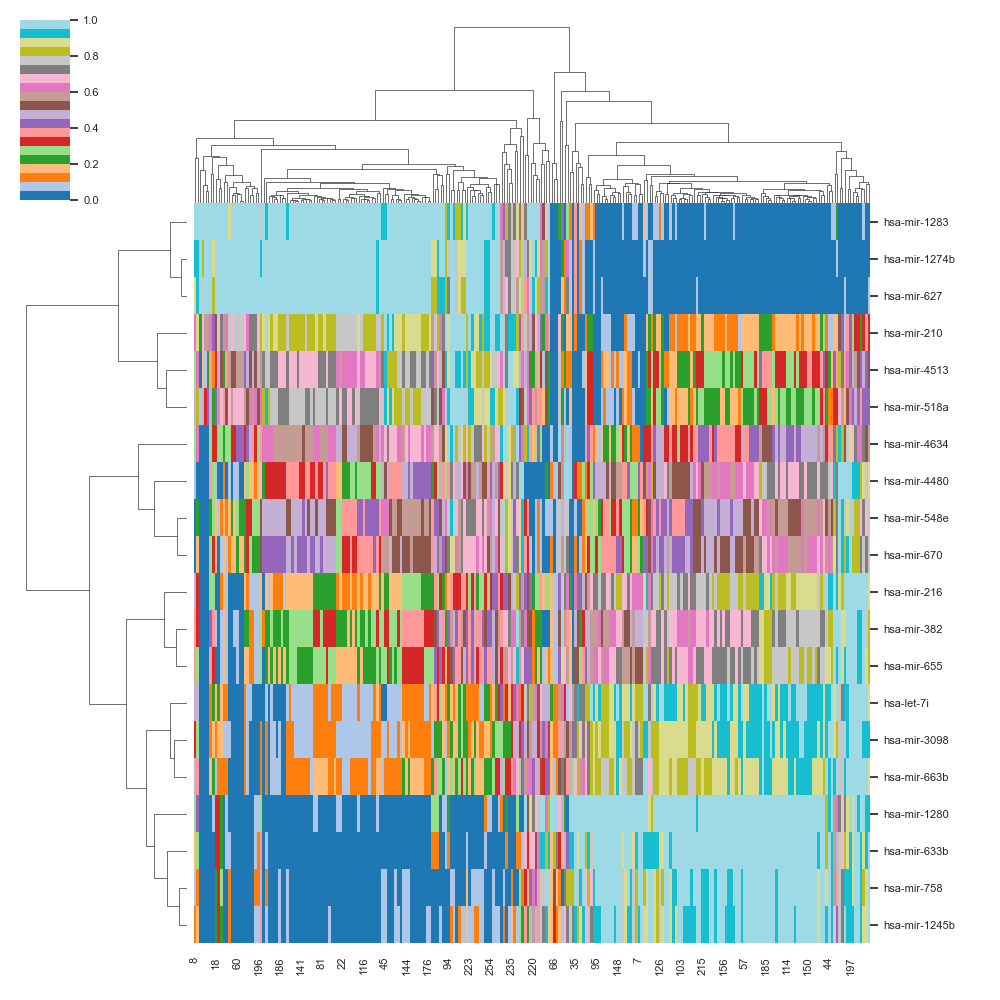 1.0
0.8
0.6
0.4
0.2
0.0
hsa-mir-1283
hsa-mir-1274b
hsa-mir-627
hsa-mir-210
hsa-mir-4513
hsa-mir-518a
hsa-mir-4634
hsa-mir-4480
hsa-mir-548e
hsa-mir-670
hsa-mir-216
hsa-mir-382
hsa-mir-655
hsa-let-7i
hsa-mir-3098
hsa-mir-663b
hsa-mir-1280
hsa-mir-633b
hsa-mir-758
hsa-mir-1245b
8 18 60 196 186 141 81 22 116 45 144 176 94 223 254 235 220 66 35 95 148 7 126 103 215 156 57 185 114 150 44 197